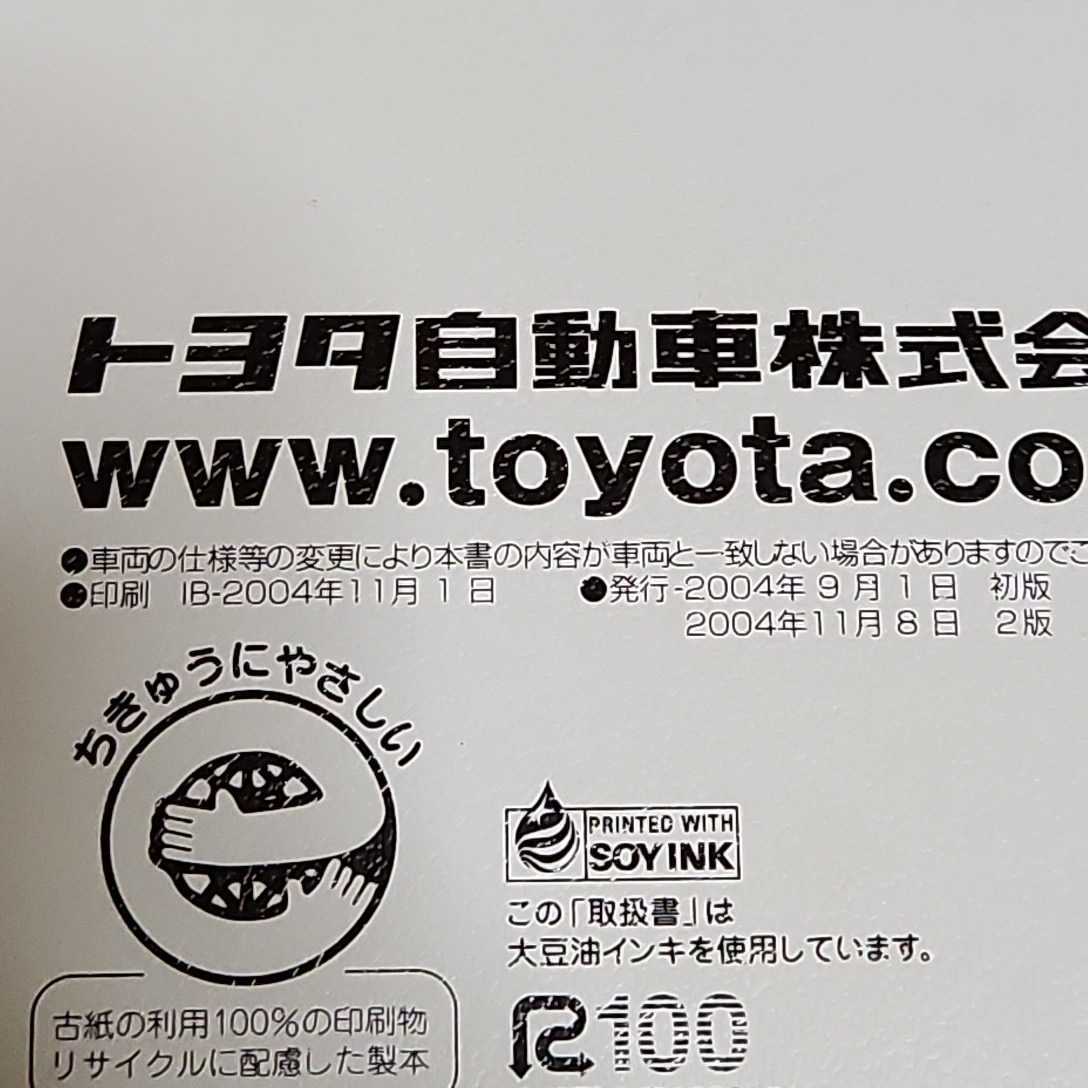 トヨタ自動車株式会
www.toyota.co
●車両の仕様等の変更により本書の内容が車両と一致しない場合がありますのでご
●印刷 IB-2004年11月 1 日 ●発行-2004年 9 月 1 日 初版
2004年11月 8 日 2版
ちきゅうにやさしい
PRINTED WITH
SOY INK
この「取扱書」は
大豆油インキを使用しています。
古紙の利用100%の印刷物
リサイクルに配慮した製本
R100